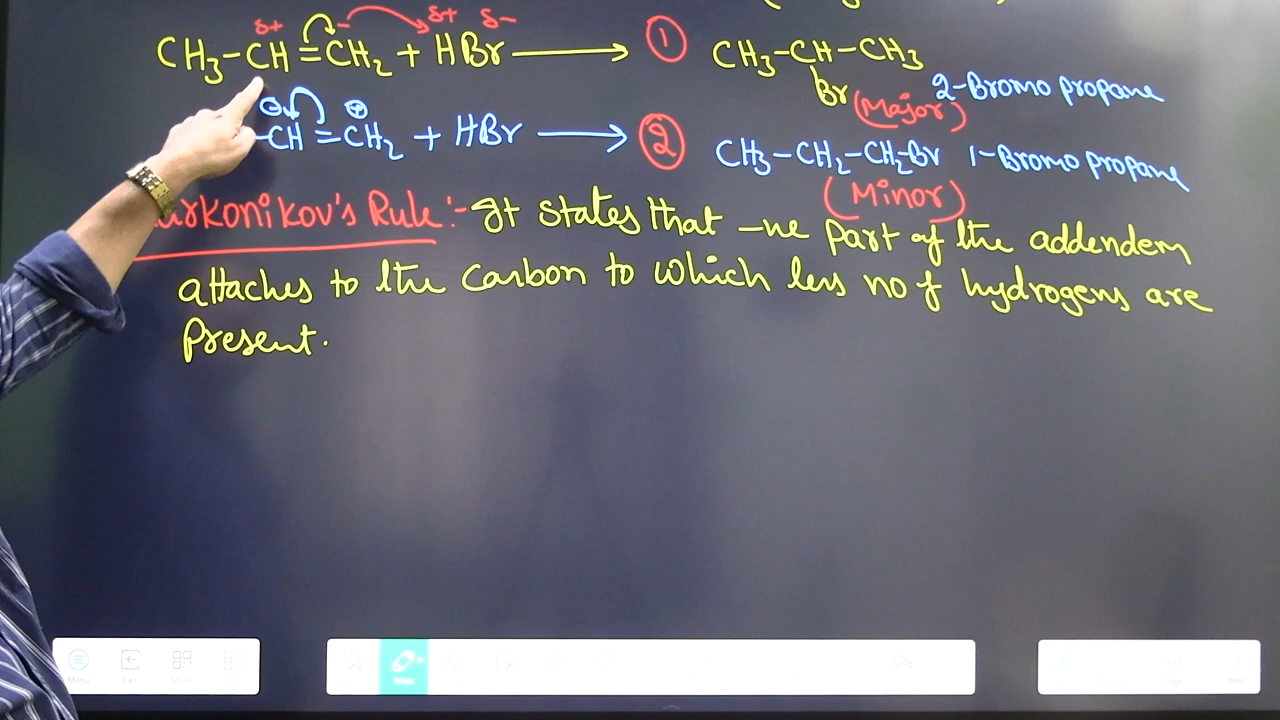 δ+ - δ+ δ-
CH3-CH=CH2 + HBr ⟶ ① CH3-CH-CH3
Br (Major) 2-Bromo propane
⊖ ⊕
-CH=CH2 + HBr ⟶ ② CH3-CH2-CH2-Br 1-Bromo propane
(Minor)
arkonikov's Rule :- It states that -ve part of the addendem
attaches to the carbon to which less no of hydrogens are
Present.
Menu